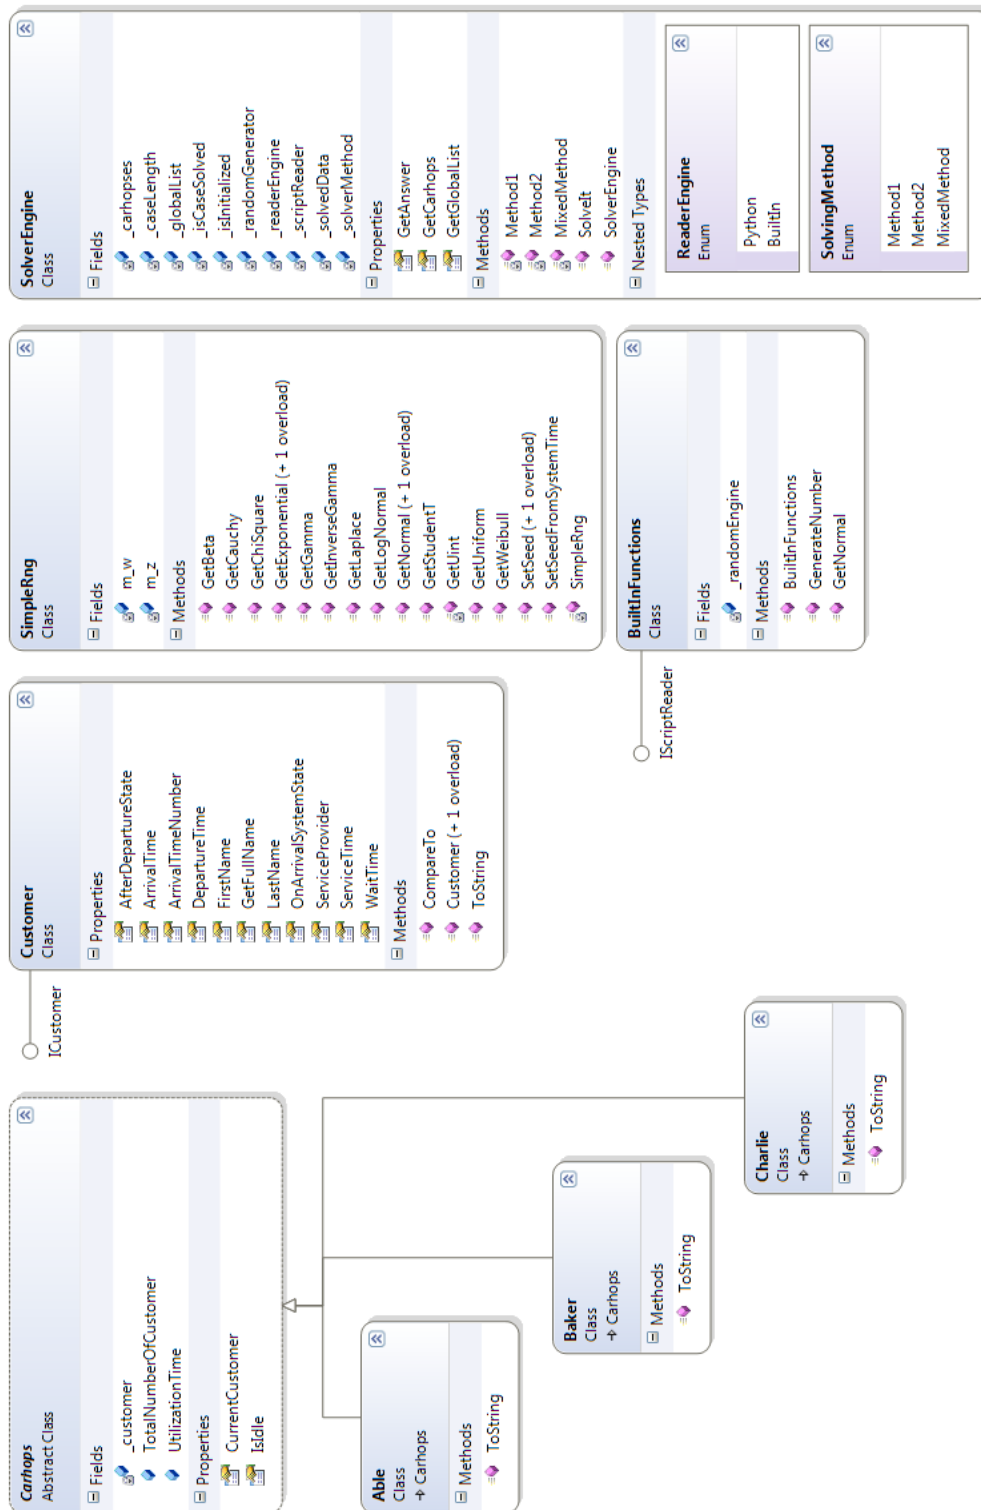 Carhops
Abstract Class
Fields
_customer
TotalNumberOfCustomer
UtilizationTime
Properties
CurrentCustomer
IsIdle
Able
Class
Carhops
Methods
ToString
Baker
Class
Carhops
Methods
ToString
Charlie
Class
Carhops
Methods
ToString
ICustomer
Customer
Class
Properties
AfterDepartureState
ArrivalTime
ArrivalTimeNumber
DepartureTime
FirstName
GetFullName
LastName
OnArrivalSystemState
ServiceProvider
ServiceTime
WaitTime
Methods
CompareTo
Customer (+ 1 overload)
ToString
SimpleRng
Class
Fields
m_w
m_z
Methods
GetBeta
GetCauchy
GetChiSquare
GetExponential (+ 1 overload)
GetGamma
GetInverseGamma
GetLaplace
GetLogNormal
GetNormal (+ 1 overload)
GetStudentT
GetUint
GetUniform
GetWeibull
SetSeed (+ 1 overload)
SetSeedFromSystemTime
SimpleRng
IScriptReader
BuiltInFunctions
Class
Fields
_randomEngine
Methods
BuiltInFunctions
GenerateNumber
GetNormal
SolverEngine
Class
Fields
_carhopses
_caseLength
_globalList
_isCaseSolved
_isInitialized
_randomGenerator
_readerEngine
_scriptReader
_solvedData
_solverMethod
Properties
GetAnswer
GetCarhops
GetGlobalList
Methods
Method1
Method2
MixedMethod
SolveIt
SolverEngine
Nested Types
ReaderEngine
Enum
Python
BuiltIn
SolvingMethod
Enum
Method1
Method2
MixedMethod